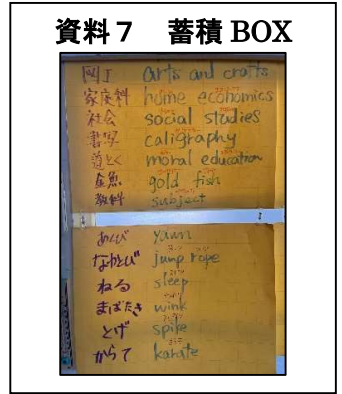 資料７　蓄積 BOX
図工 arts and crafts
家庭科 home economics
社会 social studies
書写 caligraphy
道とく moral education
金魚 gold fish
教科 subject
あくび yawn
なわとび jump rope
ねる sleep
まばたき wink
とげ spike
からて karate